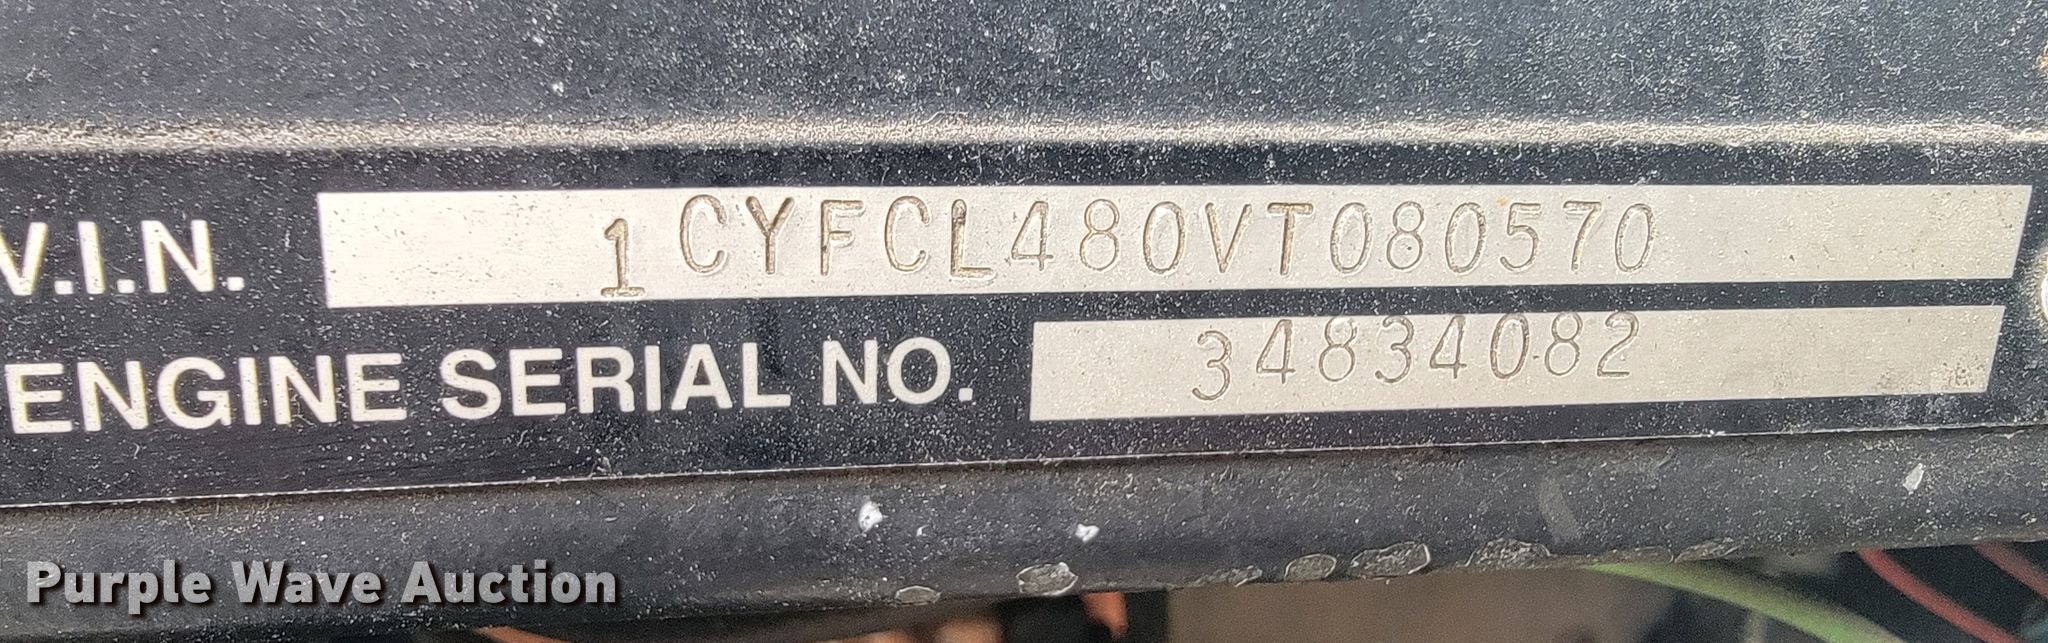 V.I.N. 1CYFCL480VT080570
ENGINE SERIAL NO. 34834082
Purple Wave Auction